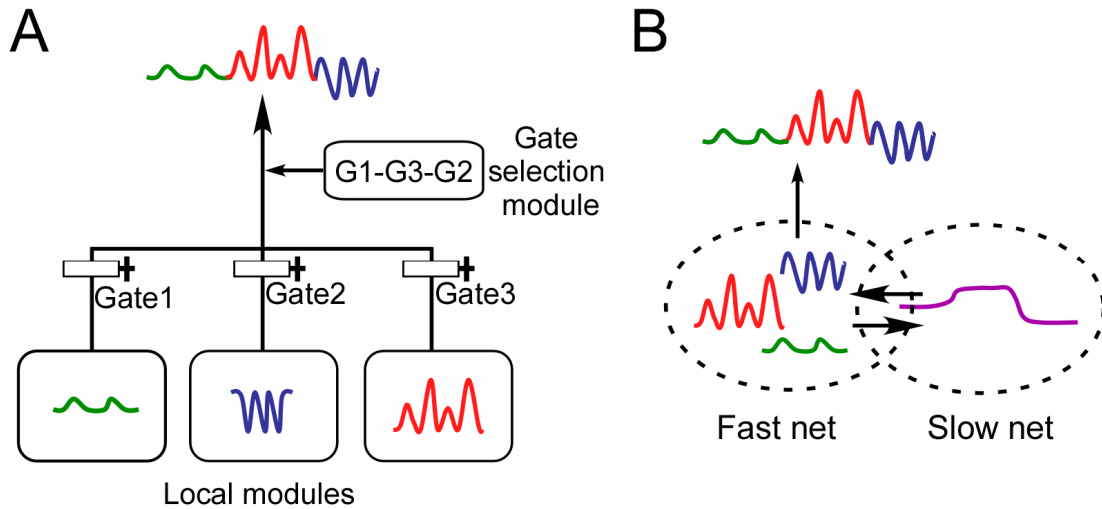 A
G1-G3-G2
Gate
selection
module
Gate1
Gate2
Gate3
Local modules
B
Fast net
Slow net